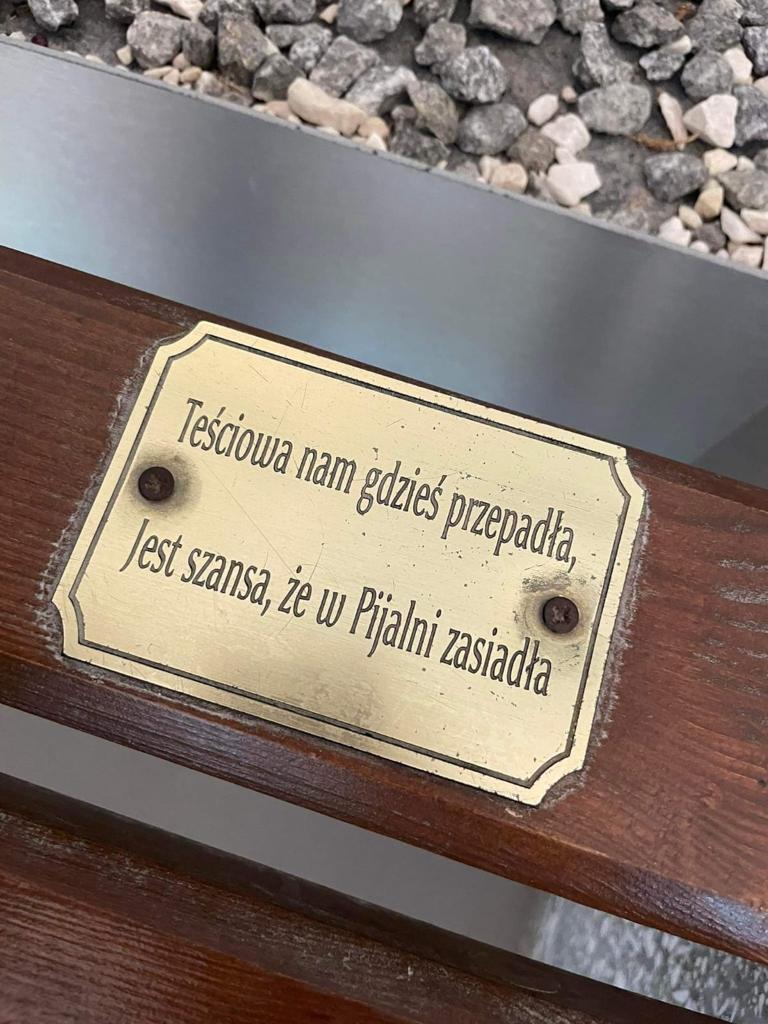 Teściowa nam gdzieś przepadła,
Jest szansa, że w Pijalni zasiadła